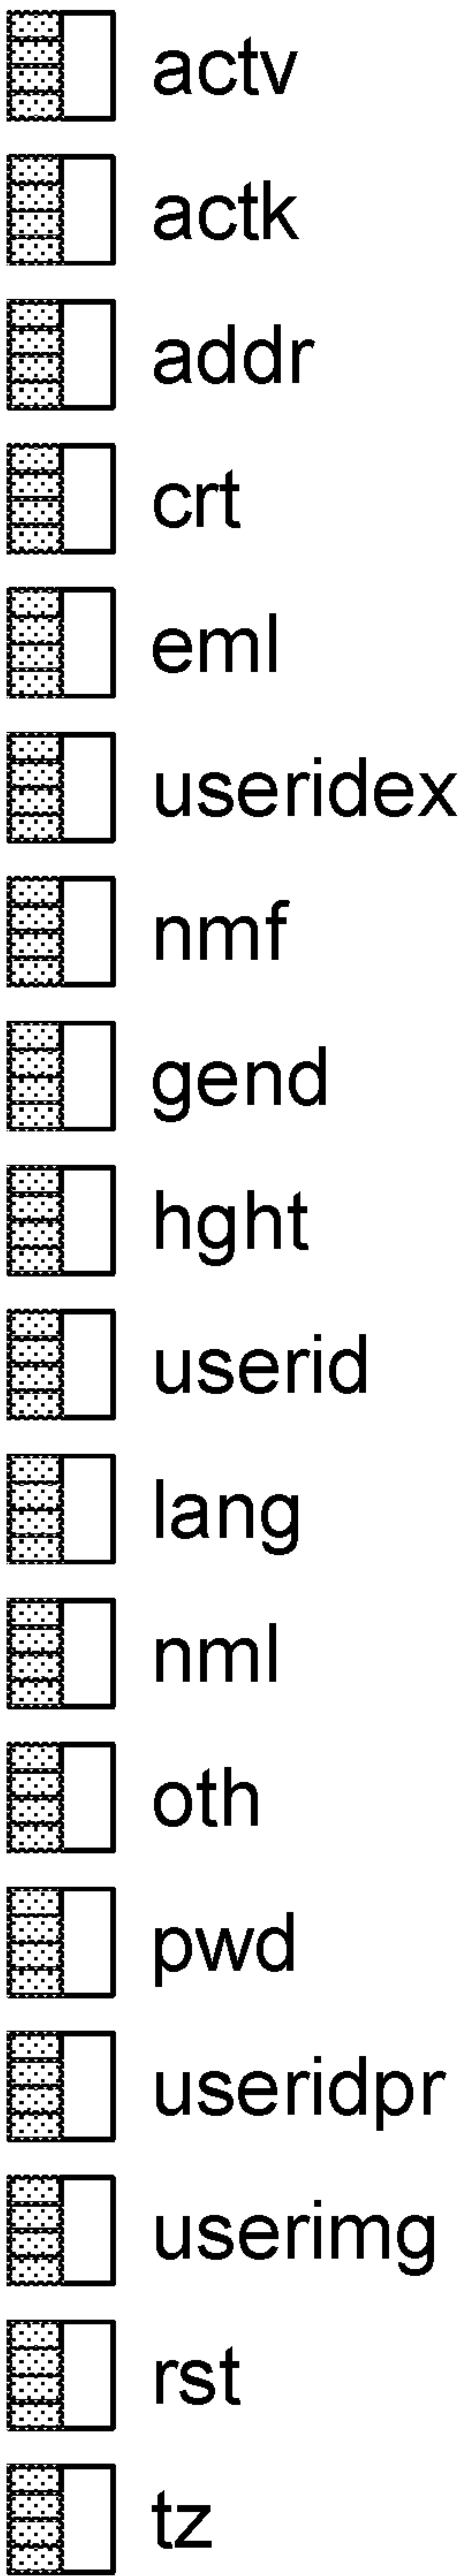 actv
actk
addr
crt
eml
useridex
nmf
gend
hght
userid
lang
nml
oth
pwd
useridpr
userimg
rst
tz